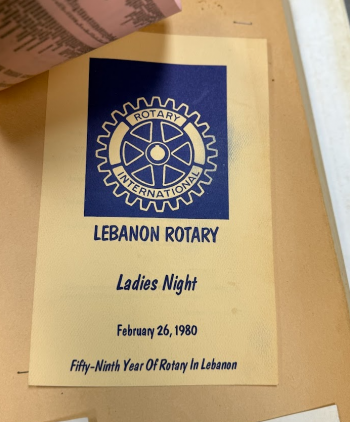 ROTARY
INTERNATIONAL
LEBANON ROTARY
Ladies Night
February 26, 1980
Fifty-Ninth Year Of Rotary In Lebanon